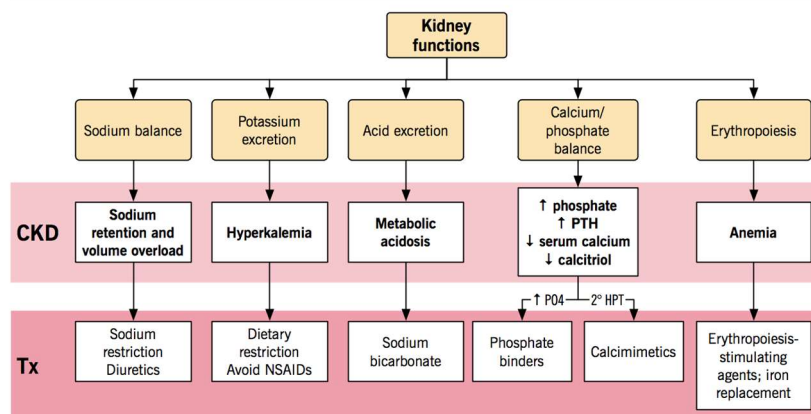 Kidney
functions
Sodium balance
Potassium
excretion
Acid excretion
Calcium/
phosphate
balance
Erythropoiesis
CKD
Sodium
retention and
volume overload
Hyperkalemia
Metabolic
acidosis
↑ phosphate
↑ PTH
↓ serum calcium
↓ calcitriol
Anemia
↑ PO4
2° HPT
Tx
Sodium
restriction
Diuretics
Dietary
restriction
Avoid NSAIDs
Sodium
bicarbonate
Phosphate
binders
Calcimimetics
Erythropoiesis-
stimulating
agents; iron
replacement